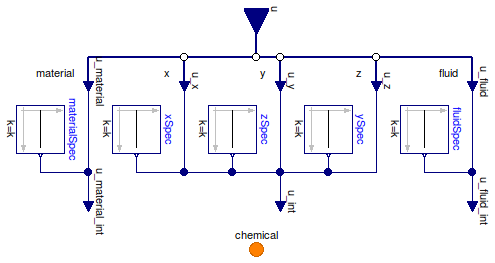 u
material
x
y
z
fluid
u_material
u_x
u_y
u_z
u_fluid
k=k
materialSpec
k=k
xSpec
k=k
zSpec
k=k
ySpec
k=k
fluidSpec
u_material_int
u_int
u_fluid_int
chemical